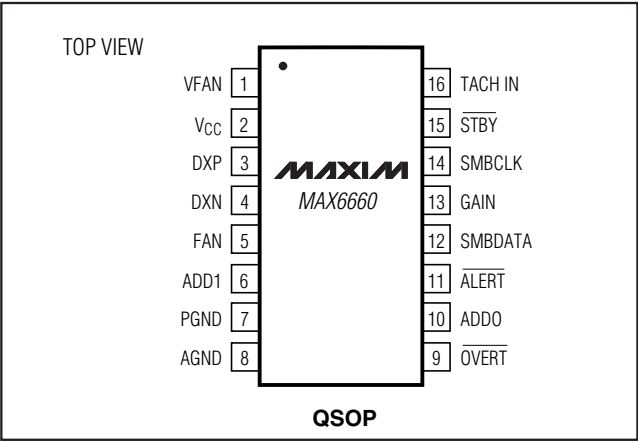 TOP VIEW
VFAN 1 16 TACH IN
VCC 2 15 STBY
DXP 3 14 SMBCLK
MAXIM
DXN 4 MAX6660 13 GAIN
FAN 5 12 SMBDATA
ADD1 6 11 ALERT
PGND 7 10 ADD0
AGND 8 9 OVERT
QSOP